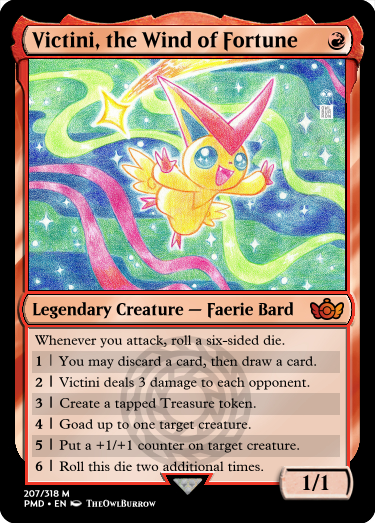 Victini, the Wind of Fortune
Legendary Creature — Faerie Bard
Whenever you attack, roll a six-sided die.
1 | You may discard a card, then draw a card.
2 | Victini deals 3 damage to each opponent.
3 | Create a tapped Treasure token.
4 | Goad up to one target creature.
5 | Put a +1/+1 counter on target creature.
6 | Roll this die two additional times.
1/1
207/318 M
PMD • EN TheOwlBurrow